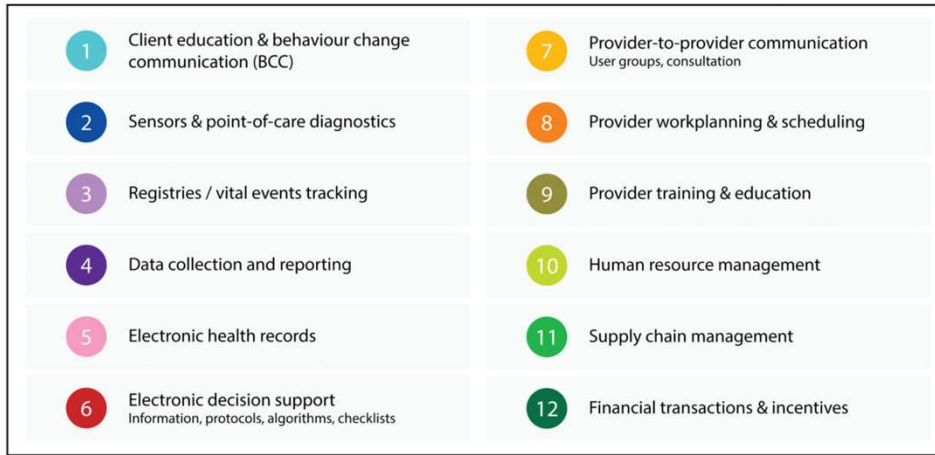 1
Client education & behaviour change
communication (BCC)
2
Sensors & point-of-care diagnostics
3
Registries / vital events tracking
4
Data collection and reporting
5
Electronic health records
6
Electronic decision support
Information, protocols, algorithms, checklists
7
Provider-to-provider communication
User groups, consultation
8
Provider workplanning & scheduling
9
Provider training & education
10
Human resource management
11
Supply chain management
12
Financial transactions & incentives